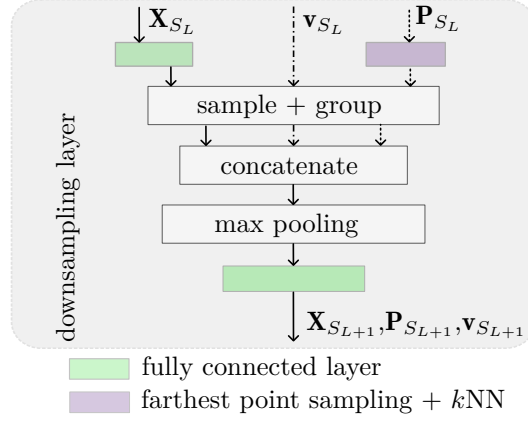 X_{S_L} v_{S_L} P_{S_L}
sample + group
concatenate
max pooling
downsampling layer
X_{S_{L+1}},P_{S_{L+1}},v_{S_{L+1}}
fully connected layer
farthest point sampling + kNN